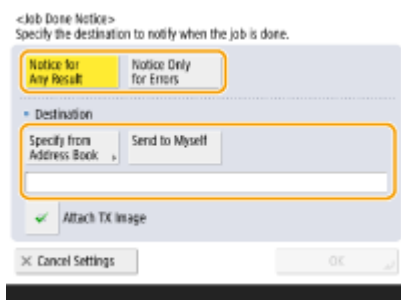 <Job Done Notice>
Specify the destination to notify when the job is done.
Notice for
Any Result
Notice Only
for Errors
Destination
Specify from
Address Book
Send to Myself
Attach TX Image
Cancel Settings
OK